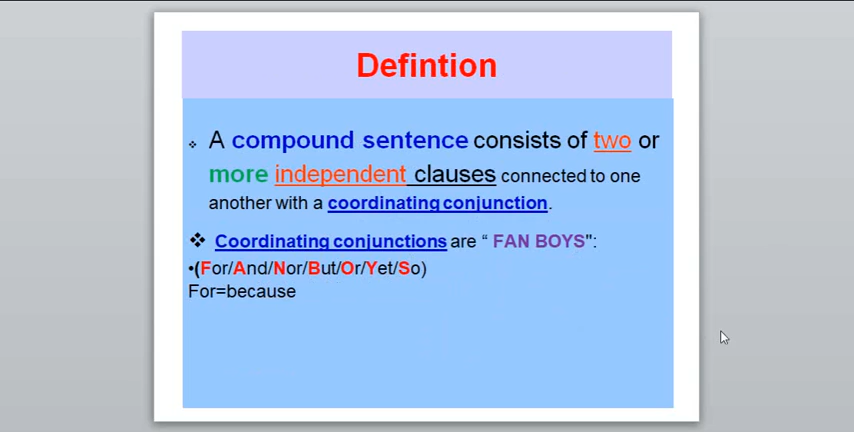 Defintion
❖ A compound sentence consists of two or
more independent clauses connected to one
another with a coordinating conjunction.
❖ Coordinating conjunctions are “ FAN BOYS":
•(For/And/Nor/But/Or/Yet/So)
For=because